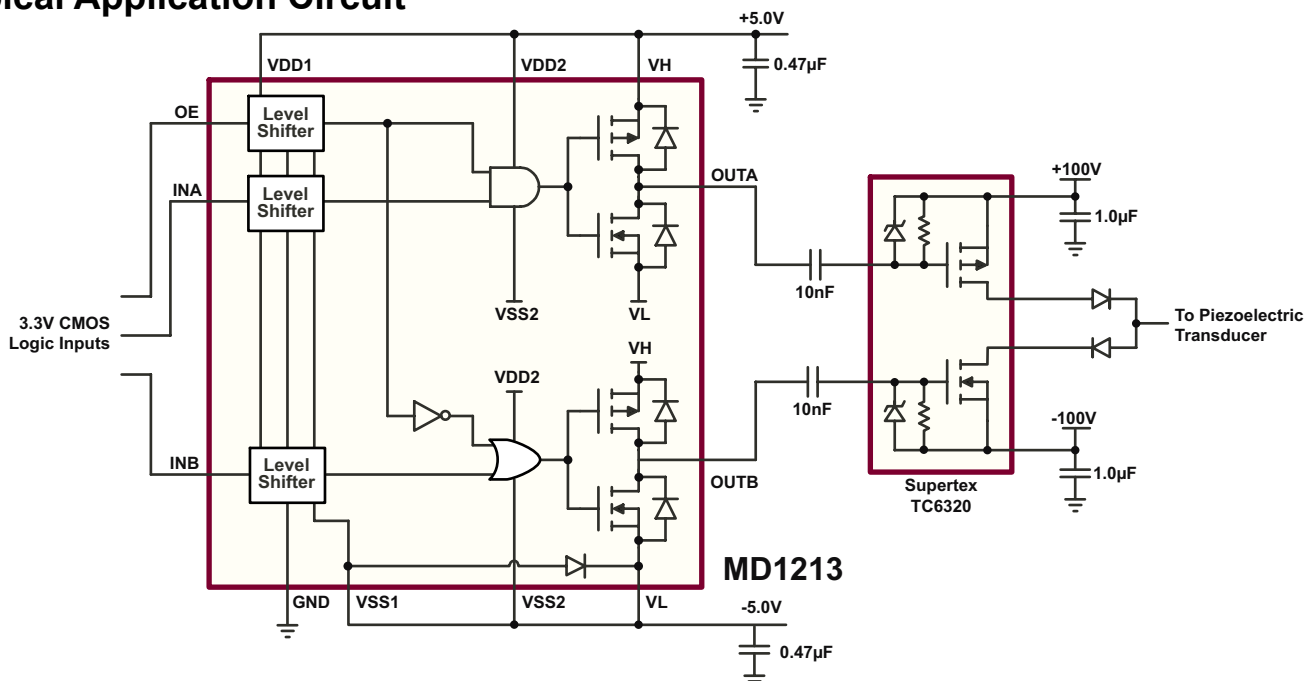 ical Application Circuit
+5.0V
VDD1
VDD2
VH
0.47µF
OE
Level
Shifter
INA
Level
Shifter
OUTA
+100V
1.0µF
10nF
VSS2
VL
3.3V CMOS
Logic Inputs
To Piezoelectric
Transducer
VH
VDD2
10nF
-100V
INB
Level
Shifter
OUTB
1.0µF
Supertex
TC6320
MD1213
GND
VSS1
VSS2
VL
-5.0V
0.47µF